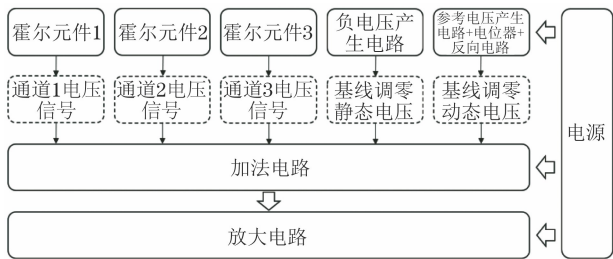 霍尔元件1
霍尔元件2
霍尔元件3
负电压产
生电路
参考电压产生
电路+电位器+
反向电路
通道1电压
信号
通道2电压
信号
通道3电压
信号
基线调零
静态电压
基线调零
动态电压
电源
加法电路
放大电路